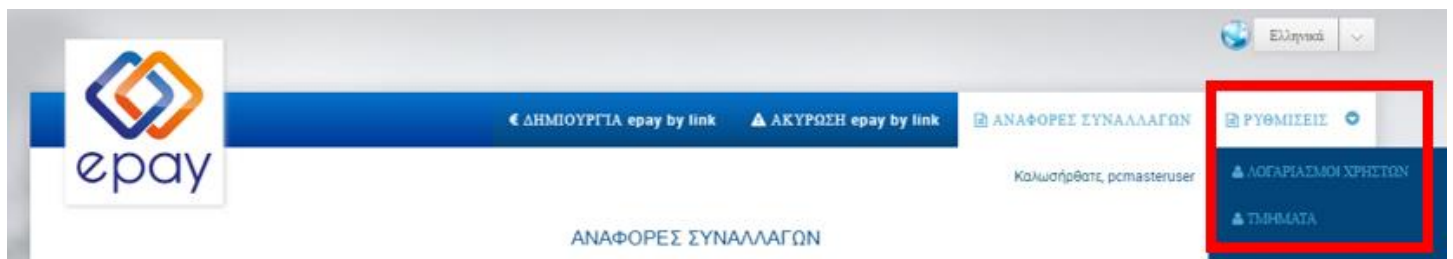 Ελληνικά
epay
ΔΗΜΙΟΥΡΓΙΑ epay by link ΑΚΥΡΩΣΗ epay by link ΑΝΑΦΟΡΕΣ ΣΥΝΑΛΛΑΓΩΝ ΡΥΘΜΙΣΕΙΣ
Καλωσήρθατε, pcmasteruser
ΛΟΓΑΡΙΑΣΜΟΙ ΧΡΗΣΤΩΝ
ΤΜΗΜΑΤΑ
ΑΝΑΦΟΡΕΣ ΣΥΝΑΛΛΑΓΩΝ